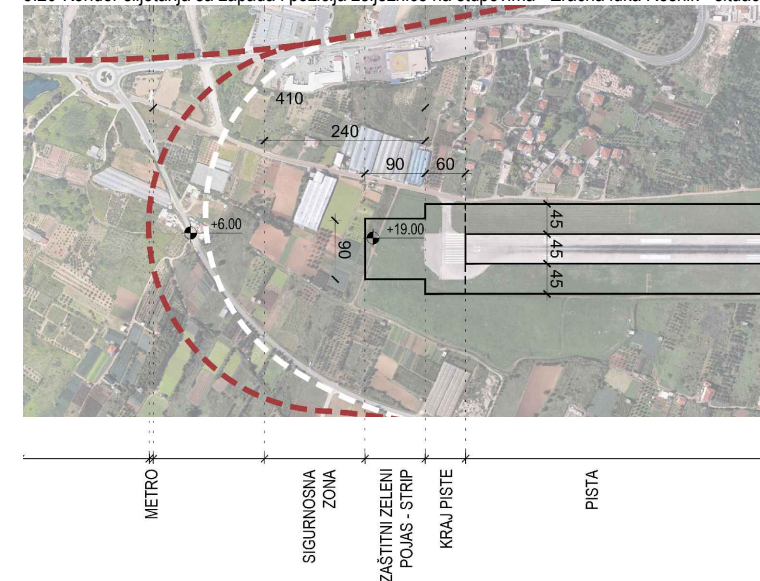 410
240
90 60
+6.00
90
+19.00
45
45
45
METRO
SIGURNOSNA
ZONA
ZAŠTITNI ZELENI
POJAS - STRIP
KRAJ PISTE
PISTA